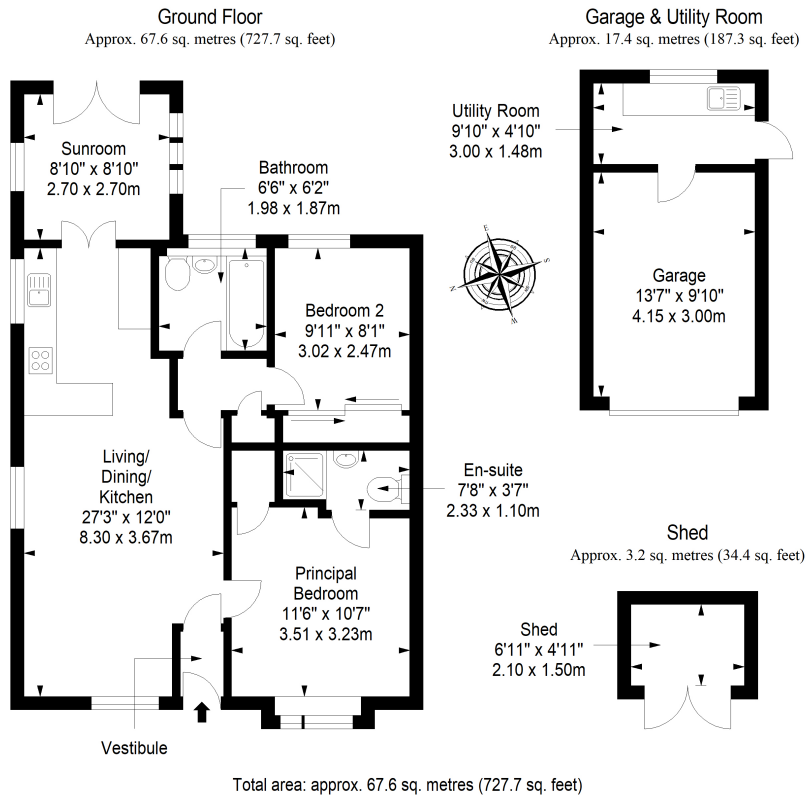 Ground Floor
Approx. 67.6 sq. metres (727.7 sq. feet)
Garage & Utility Room
Approx. 17.4 sq. metres (187.3 sq. feet)
Sunroom
8'10" x 8'10"
2.70 x 2.70m
Bathroom
6'6" x 6'2"
1.98 x 1.87m
Utility Room
9'10" x 4'10"
3.00 x 1.48m
E
S
N
W
Bedroom 2
9'11" x 8'1"
3.02 x 2.47m
Garage
13'7" x 9'10"
4.15 x 3.00m
Living/
Dining/
Kitchen
27'3" x 12'0"
8.30 x 3.67m
En-suite
7'8" x 3'7"
2.33 x 1.10m
Principal
Bedroom
11'6" x 10'7"
3.51 x 3.23m
Shed
Approx. 3.2 sq. metres (34.4 sq. feet)
Shed
6'11" x 4'11"
2.10 x 1.50m
Vestibule
Total area: approx. 67.6 sq. metres (727.7 sq. feet)